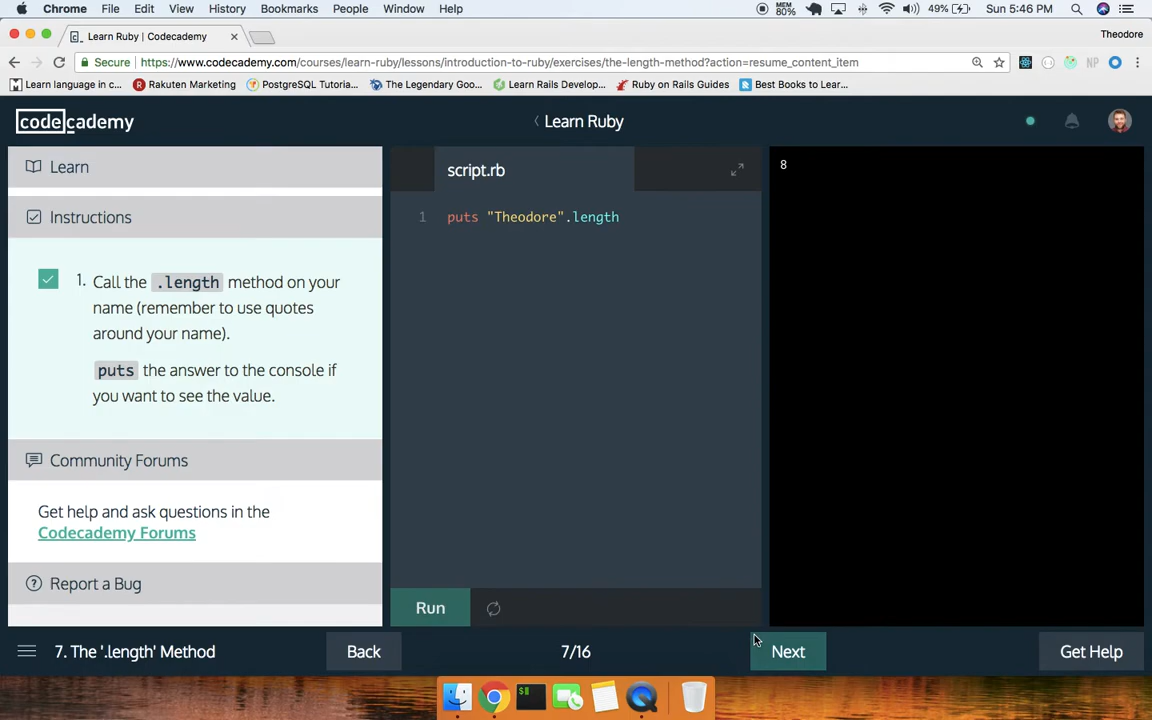 Chrome File Edit View History Bookmarks People Window Help MEM 80% 49% Sun 5:46 PM
Learn Ruby | Codecademy Theodore
Secure https://www.codecademy.com/courses/learn-ruby/lessons/introduction-to-ruby/exercises/the-length-method?action=resume_content_item NP
Learn language in c... Rakuten Marketing PostgreSQL Tutoria... The Legendary Goo... Learn Rails Develop... Ruby on Rails Guides Best Books to Lear...
codecademy
Learn Ruby
Learn
script.rb
8
Instructions
1 puts "Theodore".length
1. Call the .length method on your
name (remember to use quotes
around your name).
puts the answer to the console if
you want to see the value.
Community Forums
Get help and ask questions in the
Codecademy Forums
Report a Bug
Run
7. The '.length' Method
Back
7/16
Next
Get Help